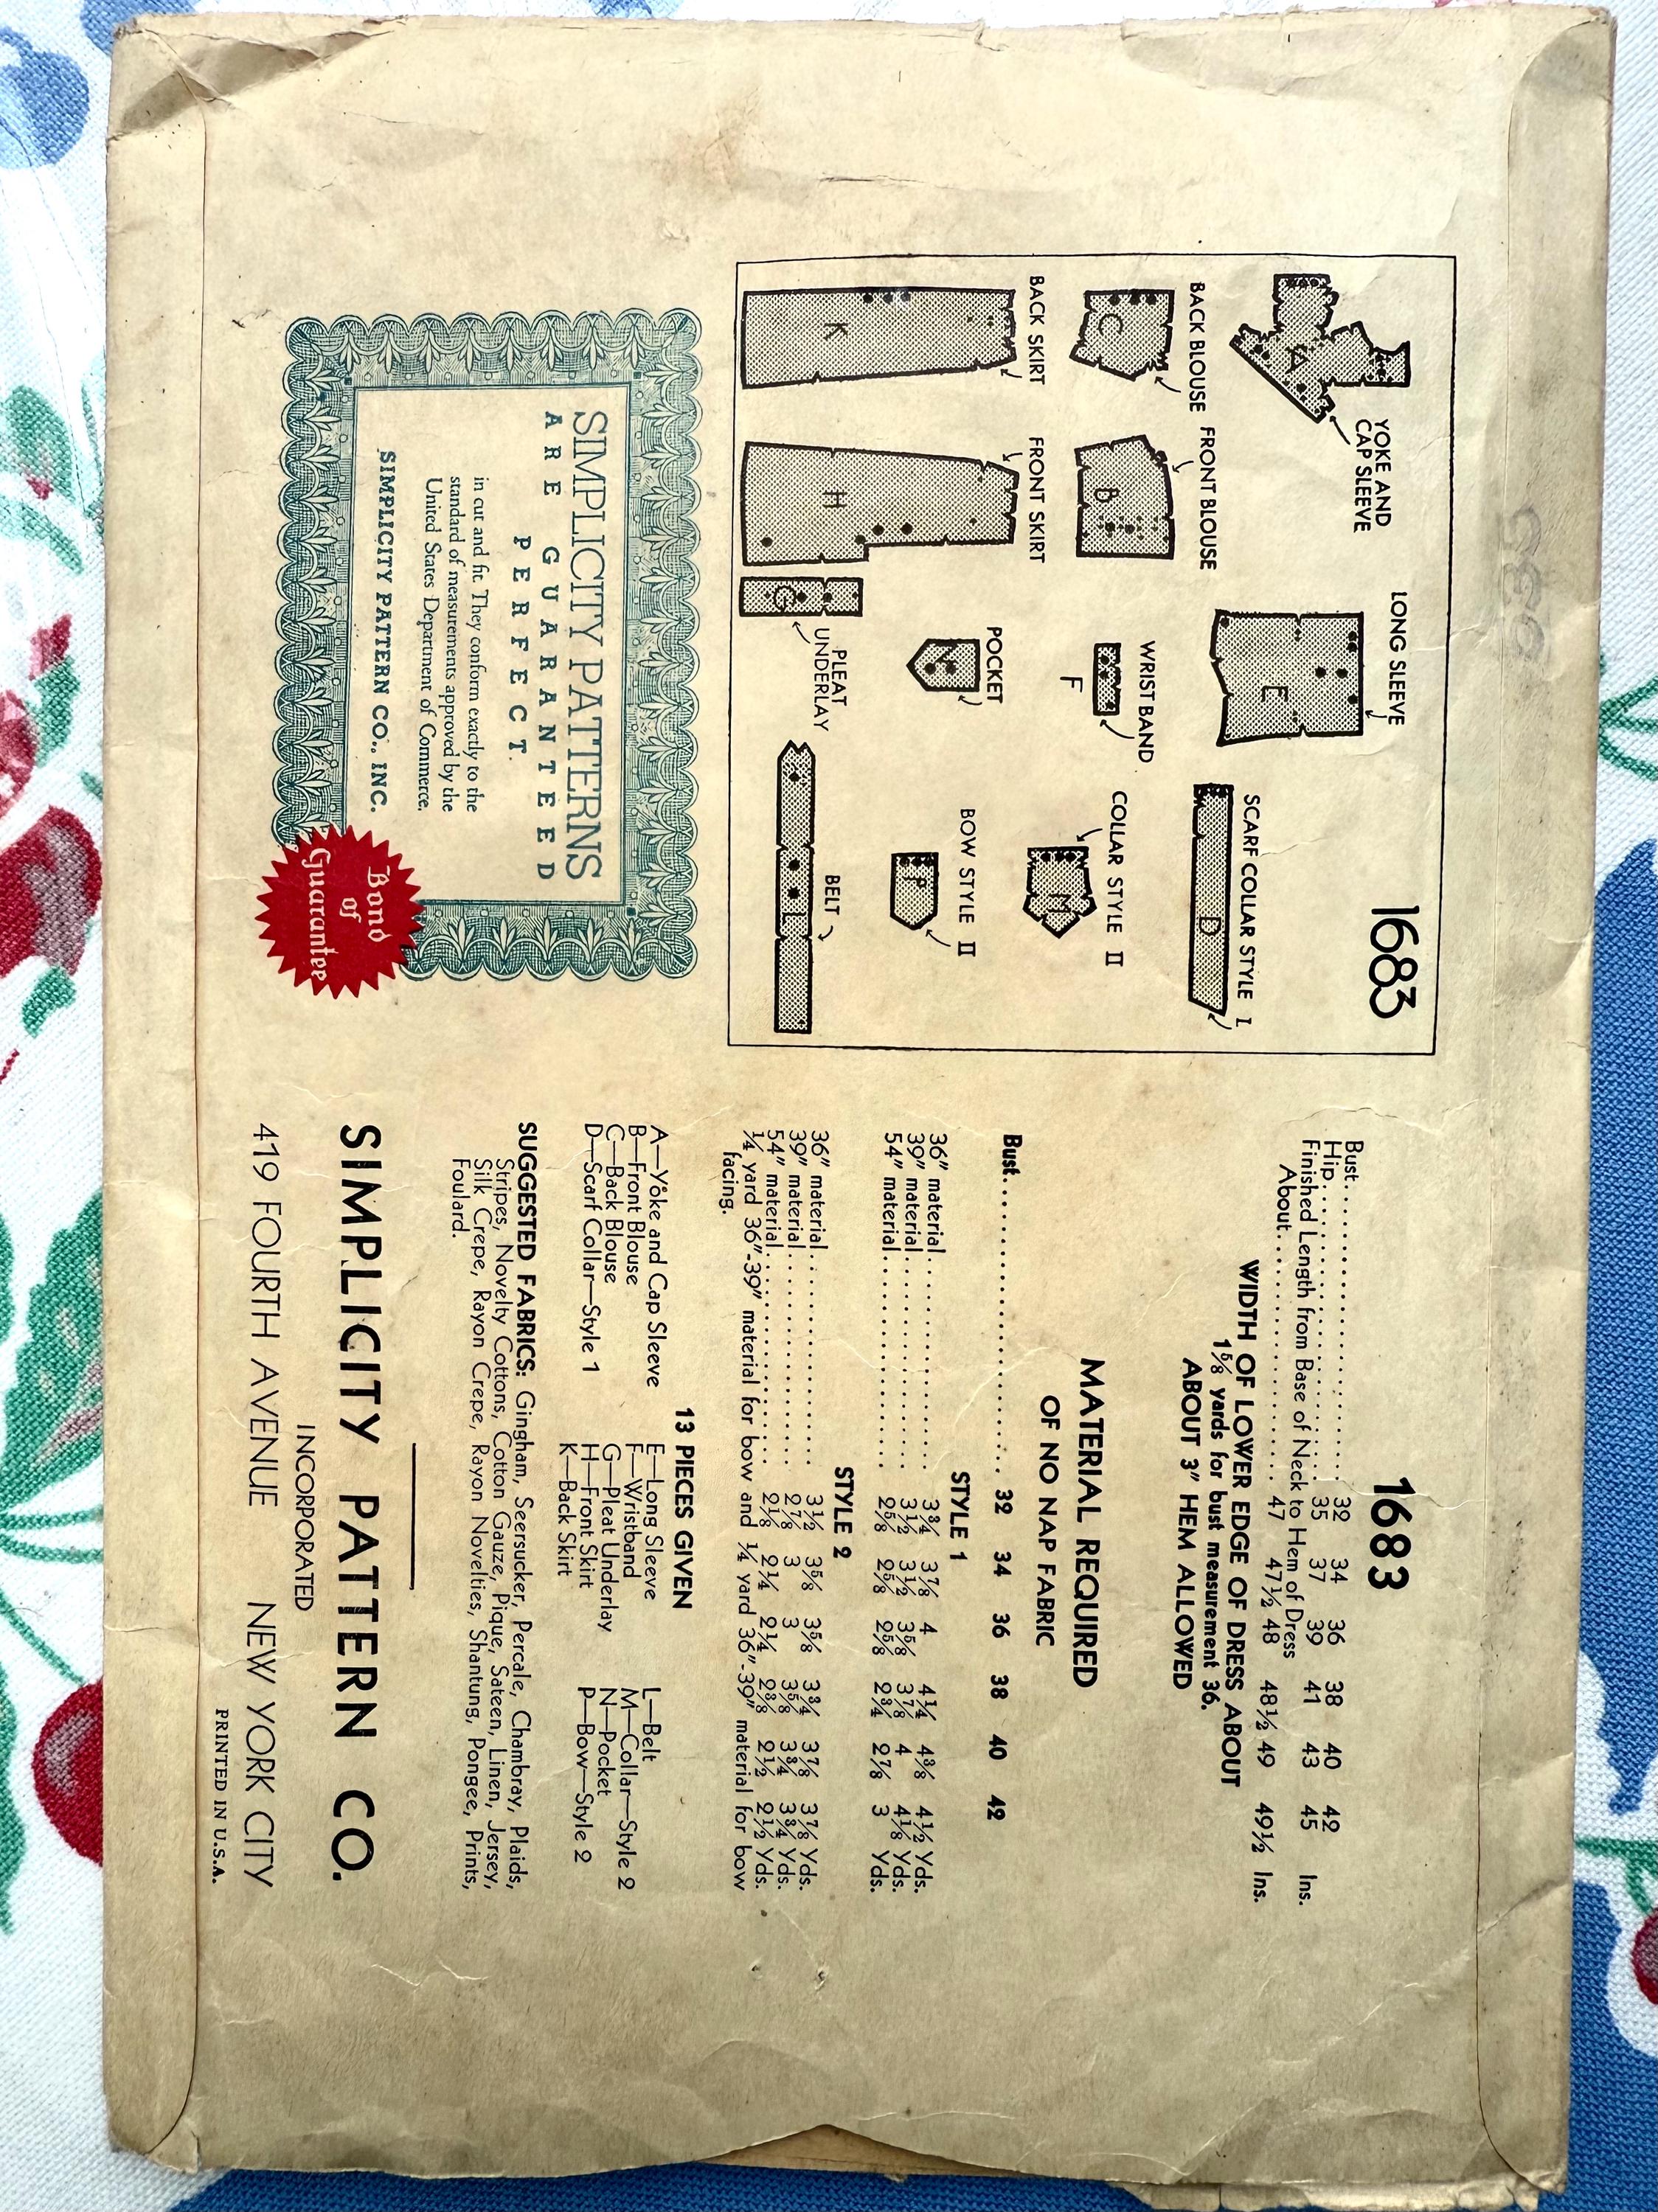 1683
YOKE AND
CAP SLEEVE
A
LONG SLEEVE
E
SCARF COLLAR STYLE I
D
BACK BLOUSE
C
FRONT BLOUSE
B
WRISTBAND
F
COLLAR STYLE II
M
BACK SKIRT
K
FRONT SKIRT
H
POCKET
N
BOW STYLE II
P
PLEAT
UNDERLAY
G
BELT
L
SIMPLICITY PATTERNS
ARE GUARANTEED
PERFECT.
in cut and fit. They conform exactly to the
standard of measurements approved by the
United States Department of Commerce.
SIMPLICITY PATTERN CO., INC.
Bond
of
Guarantee
1683
Bust.......... 32 34 36 38 40 42 Ins.
Hip.......... 35 37 39 41 43 45
Finished Length from Base of Neck to Hem of Dress
About.......... 47 47½ 48 48½ 49 49½ Ins.
WIDTH OF LOWER EDGE OF DRESS ABOUT
1⅝ yards for bust measurement 36.
ABOUT 3" HEM ALLOWED
MATERIAL REQUIRED
OF NO NAP FABRIC
Bust.......... 32 34 36 38 40 42
STYLE 1
36" material.......... 3¾ 3⅞ 4 4¼ 4⅜ 4½ Yds.
39" material.......... 3½ 3½ 3⅝ 3⅞ 4 4⅛ Yds.
54" material.......... 2⅝ 2⅝ 2⅝ 2¾ 2⅞ 3 Yds.
STYLE 2
36" material.......... 3½ 3⅝ 3⅝ 3¾ 3⅞ 3⅞ Yds.
39" material.......... 2⅞ 3 3 3⅝ 3¾ 3¾ Yds.
54" material.......... 2⅛ 2¼ 2¼ 2⅜ 2½ 2½ Yds.
¼ yard 36"-39" material for bow and ¼ yard 36"-39" material for bow
facing.
13 PIECES GIVEN
A—Yoke and Cap Sleeve
B—Front Blouse
C—Back Blouse
D—Scarf Collar—Style 1
E—Long Sleeve
F—Wristband
G—Pleat Underlay
H—Front Skirt
K—Back Skirt
L—Belt
M—Collar—Style 2
N—Pocket
P—Bow—Style 2
SUGGESTED FABRICS: Gingham, Seersucker, Percale, Chambray, Plaids,
Stripes, Novelty Cottons, Cotton Gauze, Pique, Sateen, Linen, Jersey,
Silk Crepe, Rayon Crepe, Rayon Novelties, Shantung, Pongee, Prints,
Foulard.
SIMPLICITY PATTERN CO.
INCORPORATED
419 FOURTH AVENUE NEW YORK CITY
PRINTED IN U.S.A.